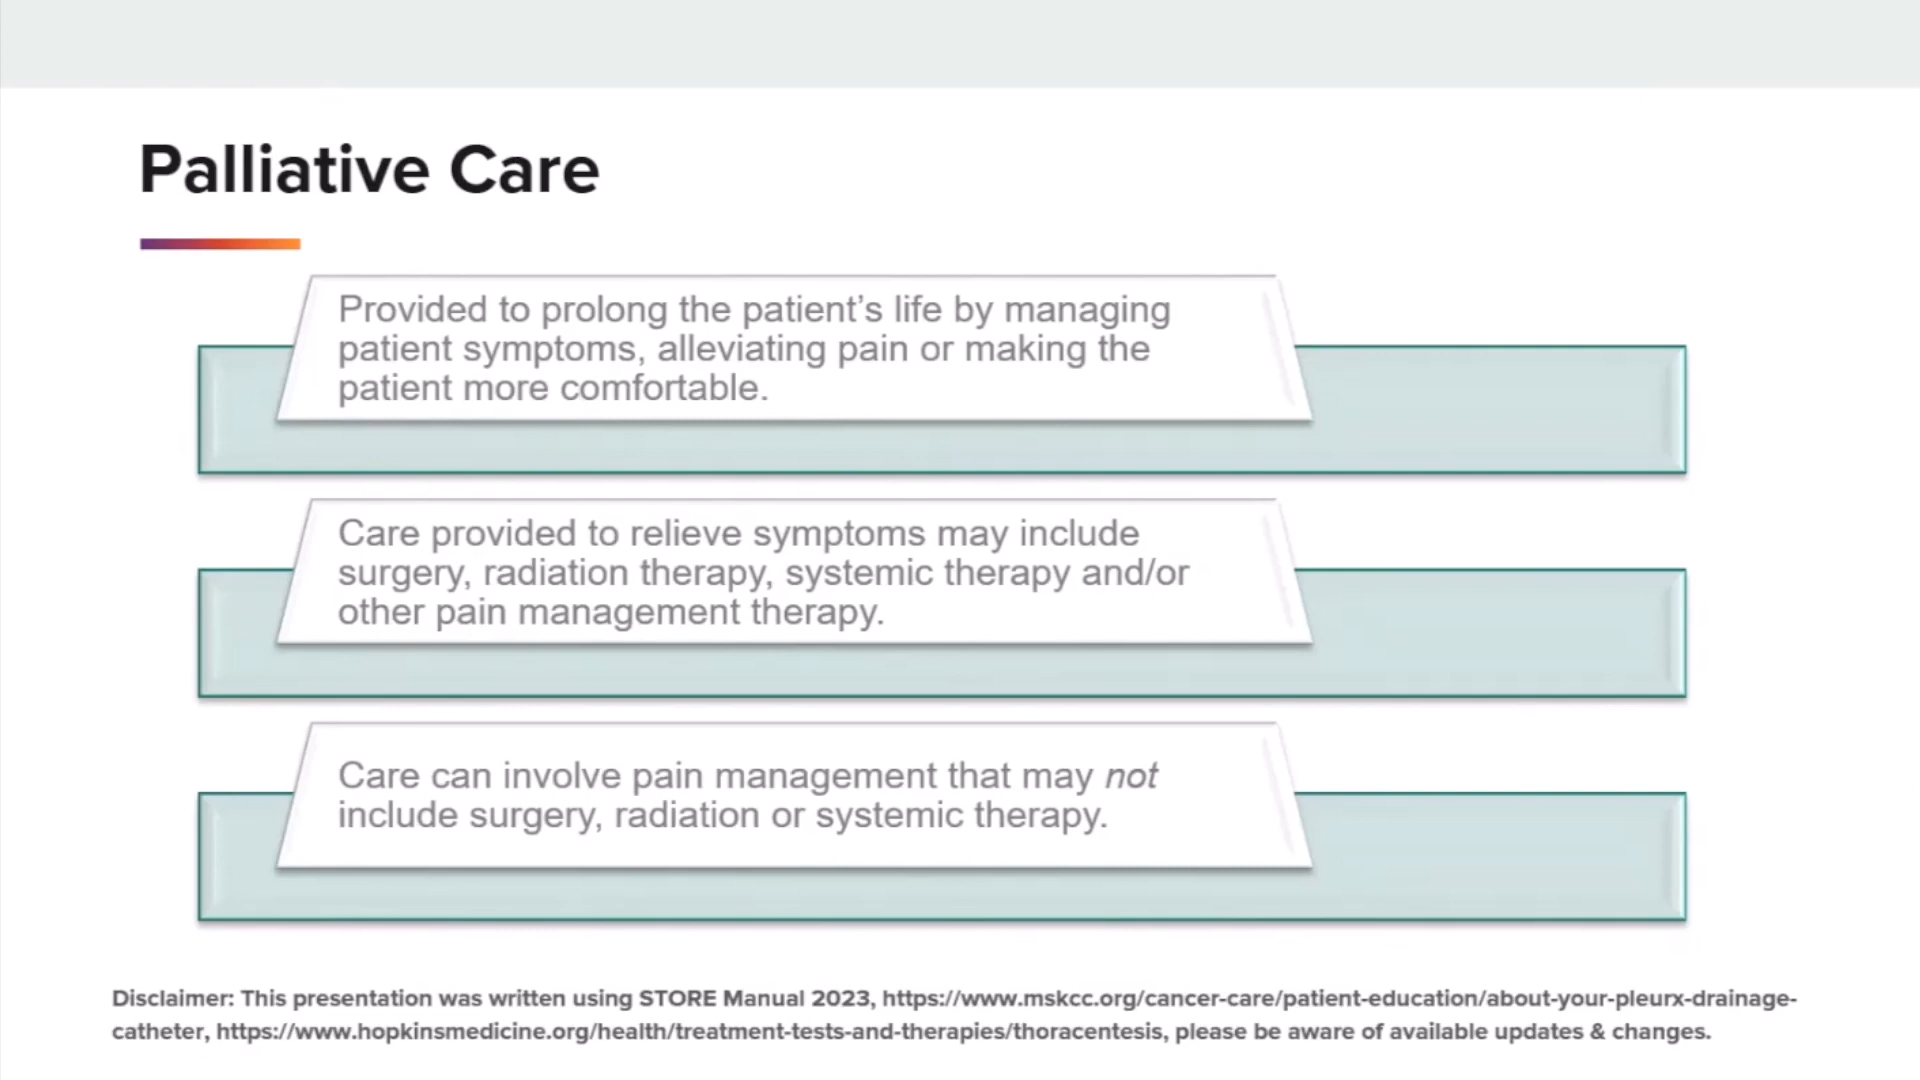 Palliative Care
Provided to prolong the patient’s life by managing
patient symptoms, alleviating pain or making the
patient more comfortable.
Care provided to relieve symptoms may include
surgery, radiation therapy, systemic therapy and/or
other pain management therapy.
Care can involve pain management that may not
include surgery, radiation or systemic therapy.
Disclaimer: This presentation was written using STORE Manual 2023, https://www.mskcc.org/cancer-care/patient-education/about-your-pleurx-drainage-
catheter, https://www.hopkinsmedicine.org/health/treatment-tests-and-therapies/thoracentesis, please be aware of available updates & changes.